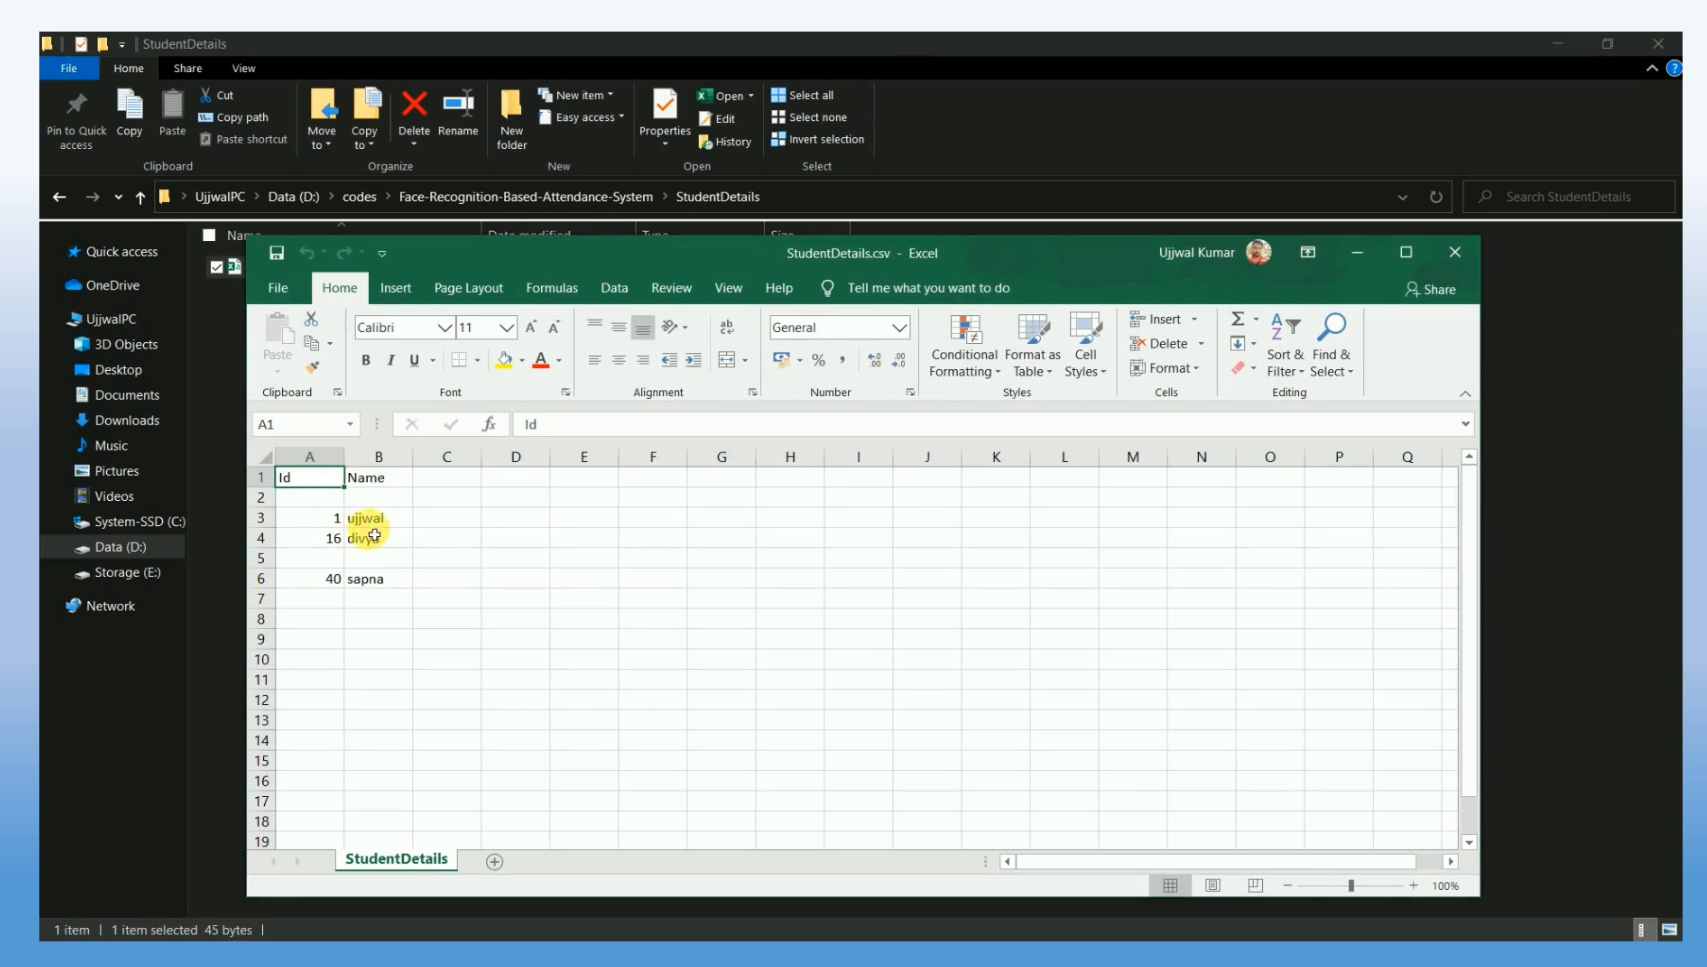 StudentDetails
File Home Share View
Pin to Quick access
Copy
Paste
Cut
Copy path
Paste shortcut
Clipboard
Move to
Copy to
Delete
Rename
Organize
New folder
New item
Easy access
New
Properties
Open
Edit
History
Open
Select all
Select none
Invert selection
Select
UjjwalPC > Data (D:) > codes > Face-Recognition-Based-Attendance-System > StudentDetails
Search StudentDetails
Quick access
OneDrive
UjjwalPC
3D Objects
Desktop
Documents
Downloads
Music
Pictures
Videos
System-SSD (C:)
Data (D:)
Storage (E:)
Network
StudentDetails.csv - Excel
Ujjwal Kumar
File Home Insert Page Layout Formulas Data Review View Help Tell me what you want to do
Share
Paste
Clipboard
Calibri 11
B I U
Font
Alignment
General
Number
Conditional Formatting
Format as Table
Cell Styles
Styles
Insert
Delete
Format
Cells
Sort & Filter
Find & Select
Editing
A1 fx Id
A B C D E F G H I J K L M N O P Q
1 Id Name
2
3 1 ujjwal
4 16 divya
5
6 40 sapna
7
8
9
10
11
12
13
14
15
16
17
18
19
StudentDetails
100%
1 item | 1 item selected 45 bytes |